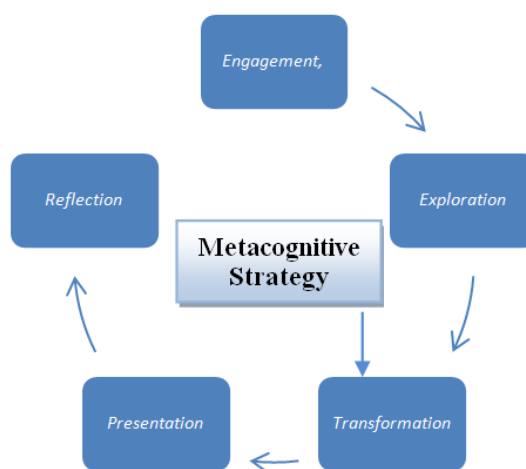 Engagement,
Exploration
Reflection
Metacognitive
Strategy
Transformation
Presentation